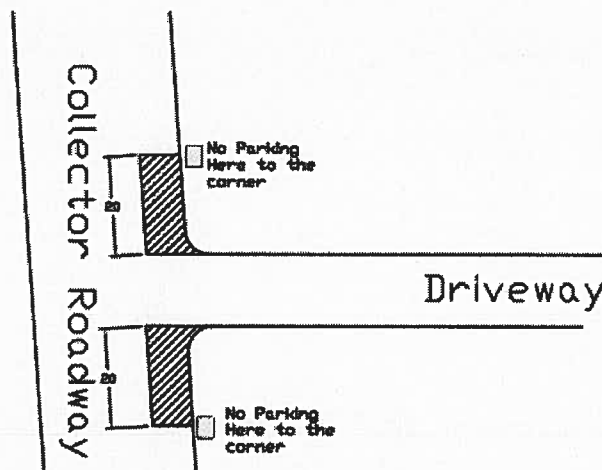 Collector Roadway
No Parking
Here to the
corner
20
Driveway
20
No Parking
Here to the
corner